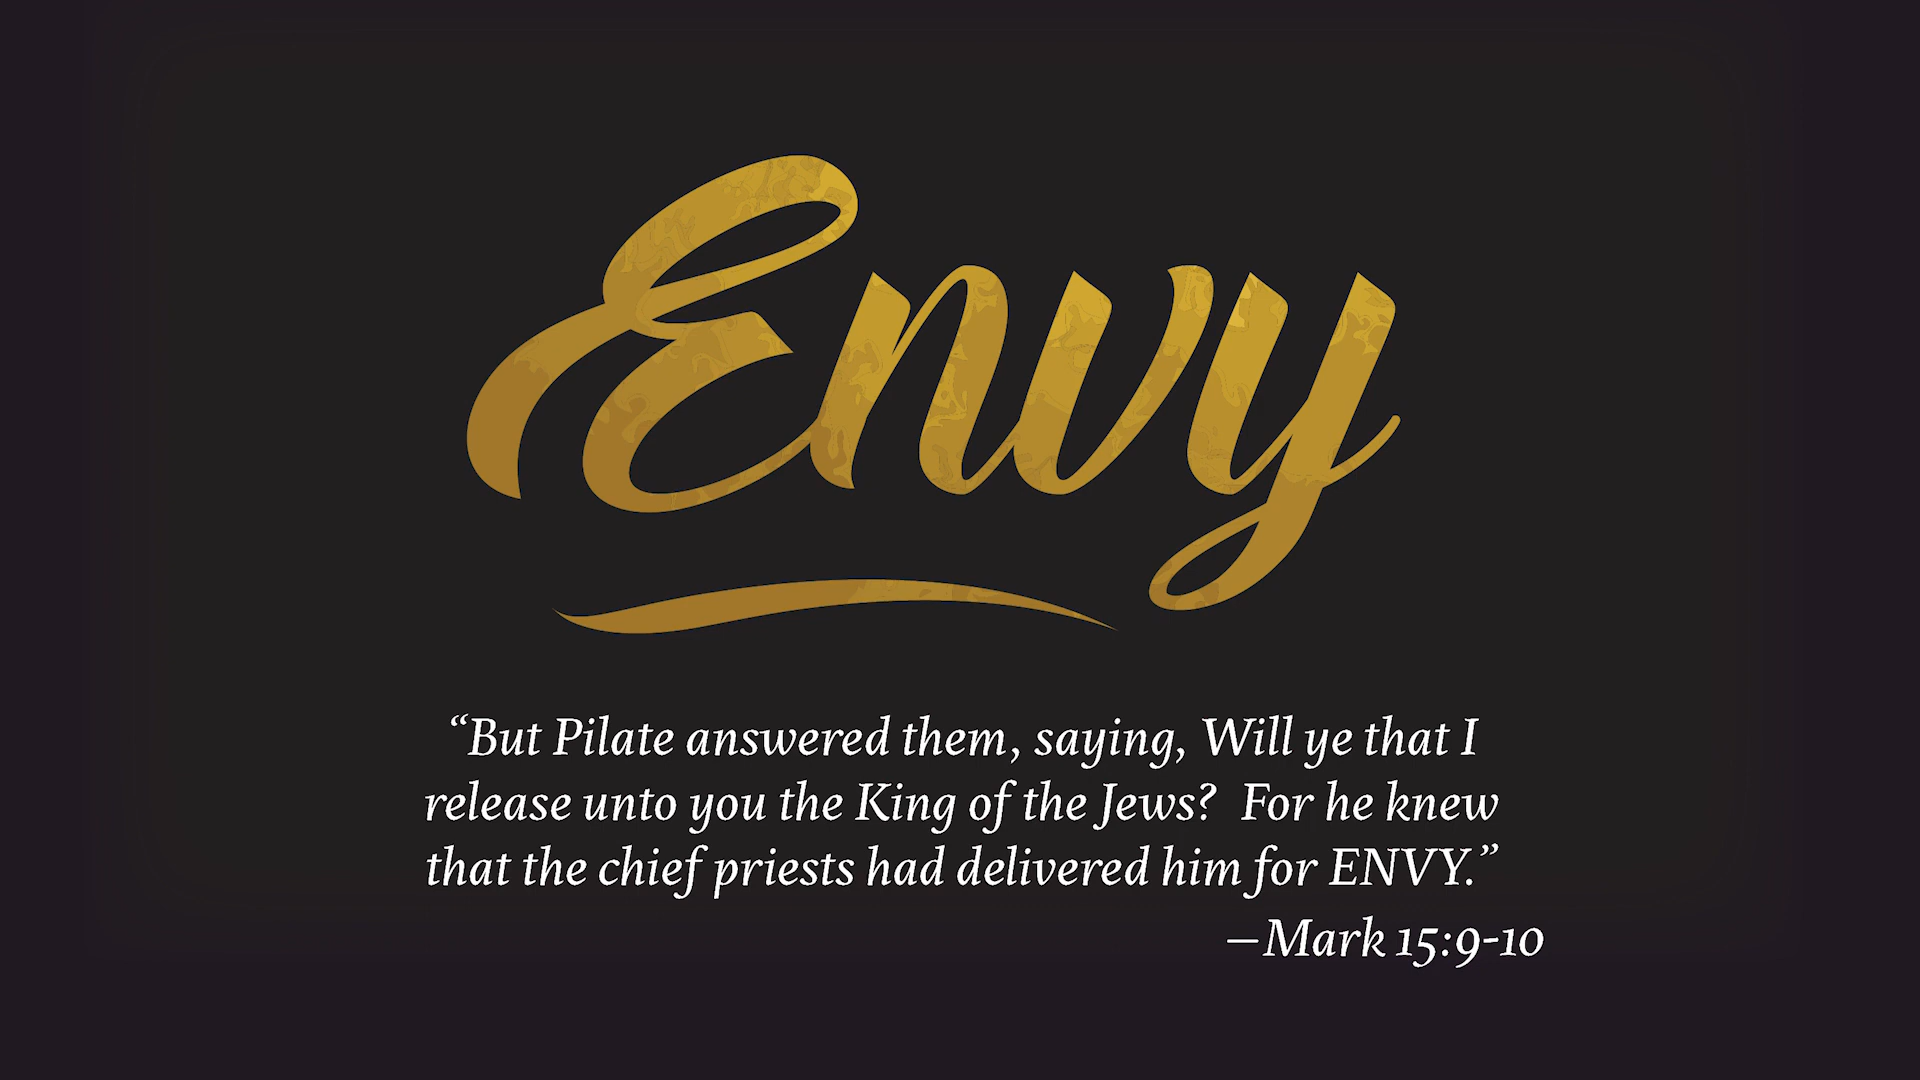 Envy
“But Pilate answered them, saying, Will ye that I
release unto you the King of the Jews?  For he knew
that the chief priests had delivered him for ENVY.”
—Mark 15:9-10